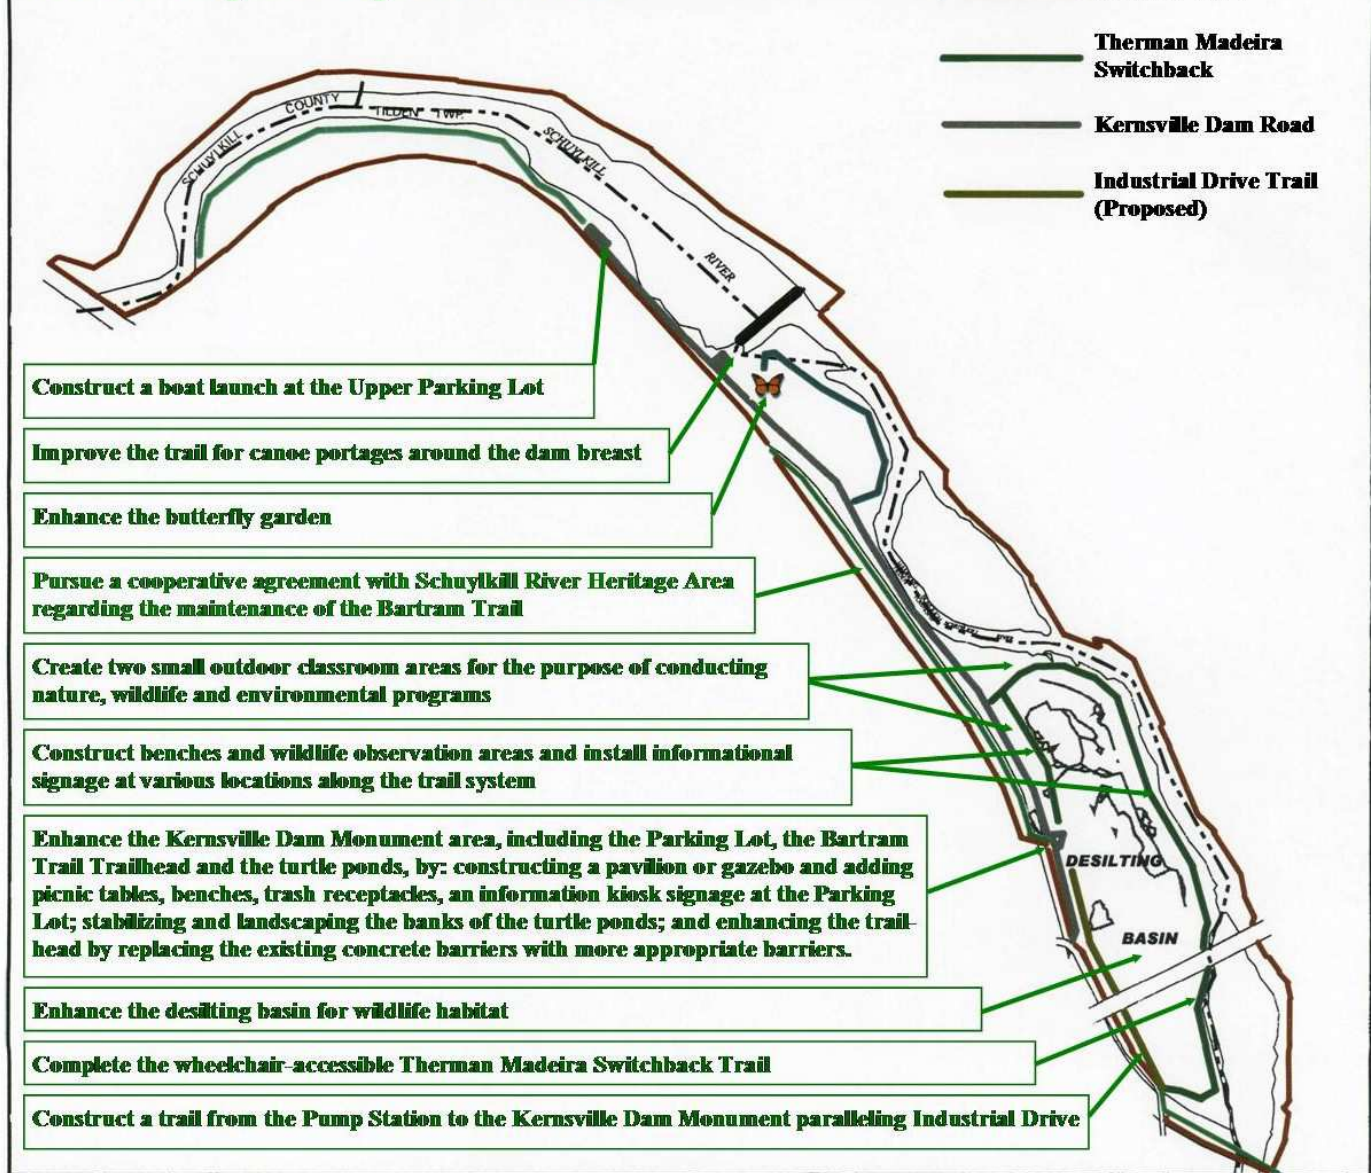 Therman Madeira
Switchback
Kernsville Dam Road
Industrial Drive Trail
(Proposed)
SCHUYLKILL
COUNTY
TILDEN TWP.
SCHUYLKILL
RIVER
Construct a boat launch at the Upper Parking Lot
Improve the trail for canoe portages around the dam breast
Enhance the butterfly garden
Pursue a cooperative agreement with Schuylkill River Heritage Area
regarding the maintenance of the Bartram Trail
Create two small outdoor classroom areas for the purpose of conducting
nature, wildlife and environmental programs
Construct benches and wildlife observation areas and install informational
signage at various locations along the trail system
Enhance the Kernsville Dam Monument area, including the Parking Lot, the Bartram
Trail Trailhead and the turtle ponds, by: constructing a pavilion or gazebo and adding
picnic tables, benches, trash receptacles, an information kiosk signage at the Parking
Lot; stabilizing and landscaping the banks of the turtle ponds; and enhancing the trail-
head by replacing the existing concrete barriers with more appropriate barriers.
DESILTING
BASIN
Enhance the desilting basin for wildlife habitat
Complete the wheelchair-accessible Therman Madeira Switchback Trail
Construct a trail from the Pump Station to the Kernsville Dam Monument paralleling Industrial Drive